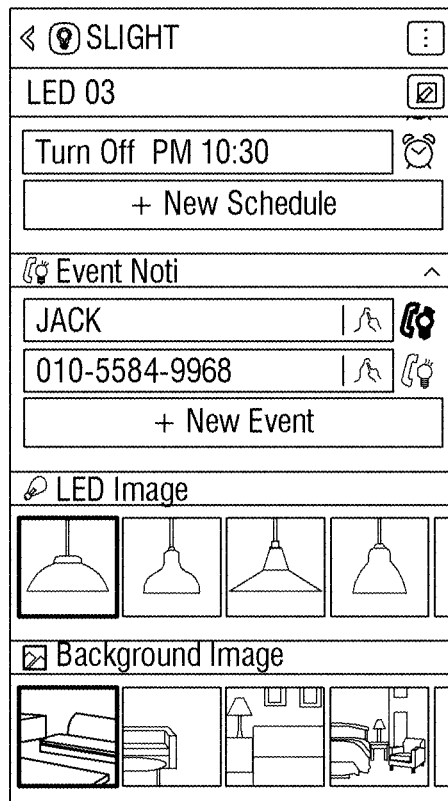 SLIGHT
LED 03
Turn Off PM 10:30
+ New Schedule
Event Noti
JACK
010-5584-9968
+ New Event
LED Image
Background Image